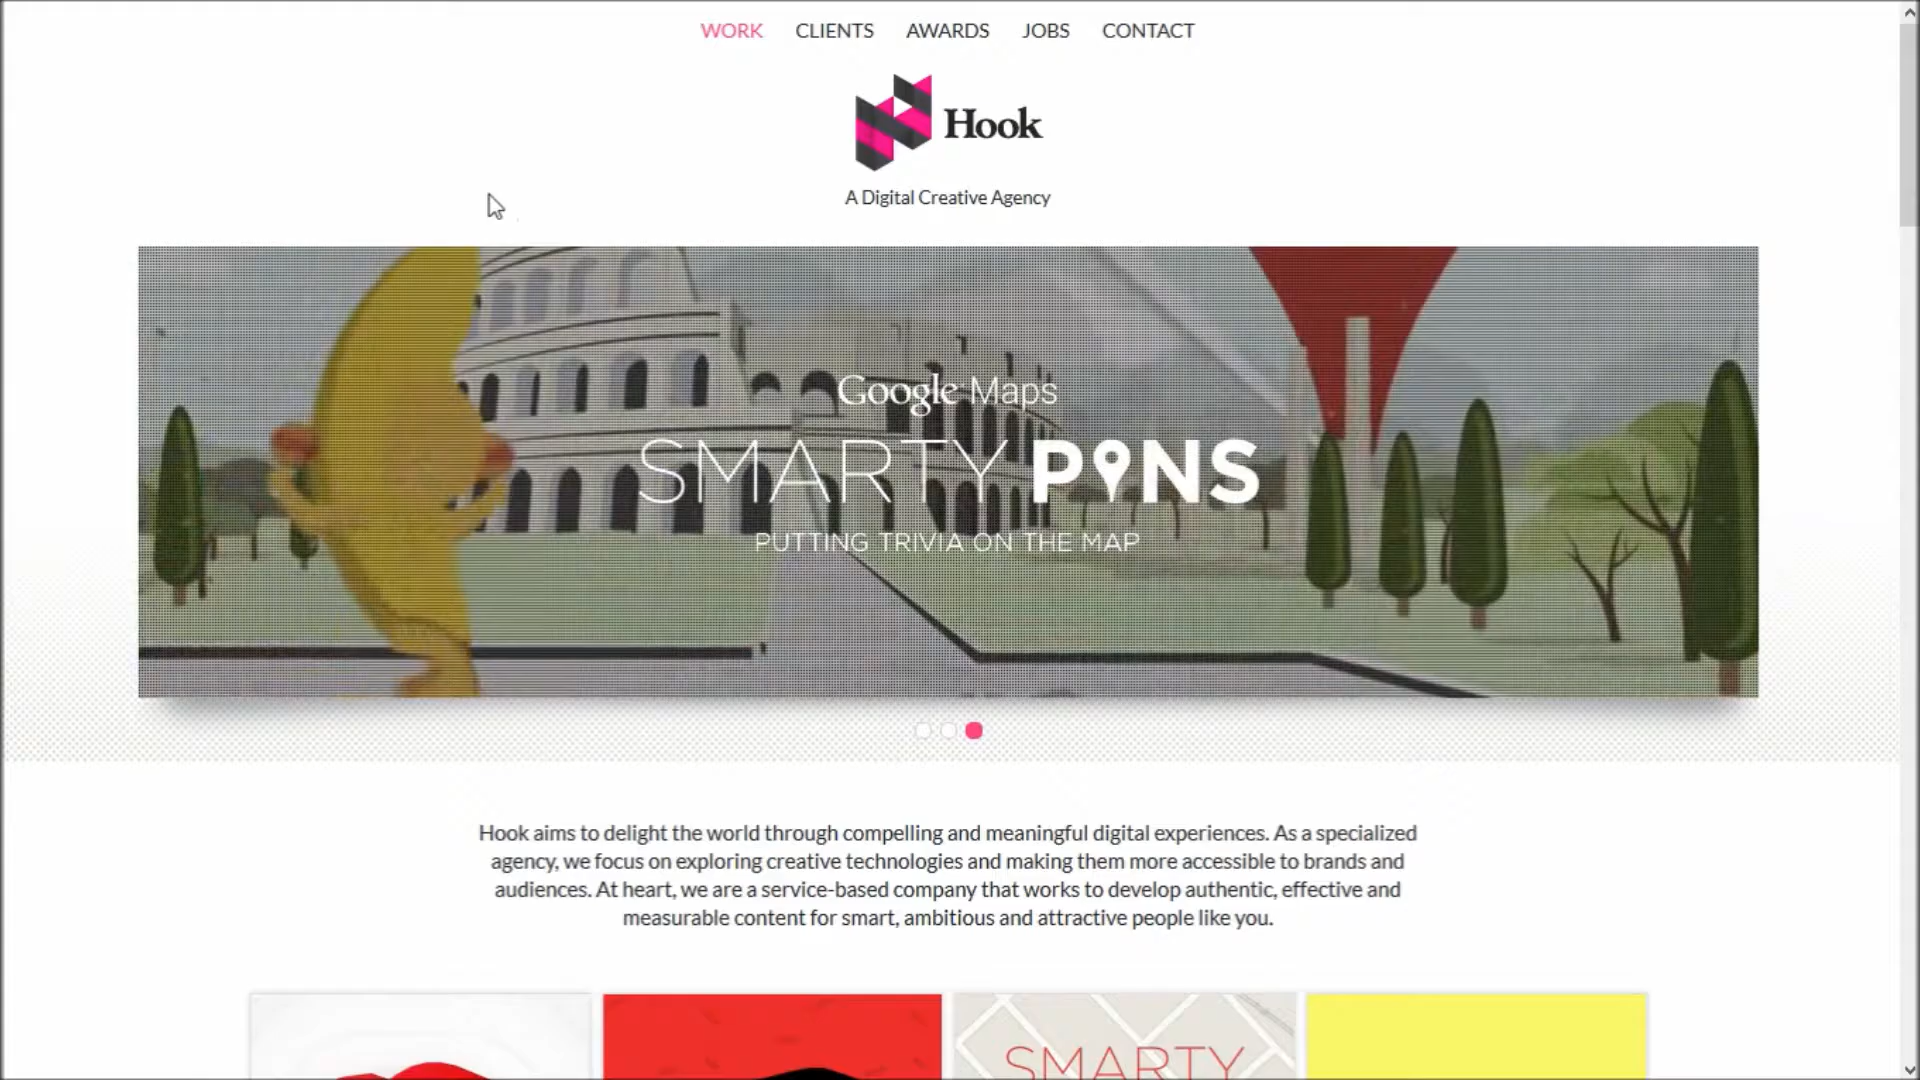 WORK CLIENTS AWARDS JOBS CONTACT
Hook
A Digital Creative Agency
Google Maps
SMARTY PINS
PUTTING TRIVIA ON THE MAP
Hook aims to delight the world through compelling and meaningful digital experiences. As a specialized
agency, we focus on exploring creative technologies and making them more accessible to brands and
audiences. At heart, we are a service-based company that works to develop authentic, effective and
measurable content for smart, ambitious and attractive people like you.
SMARTY